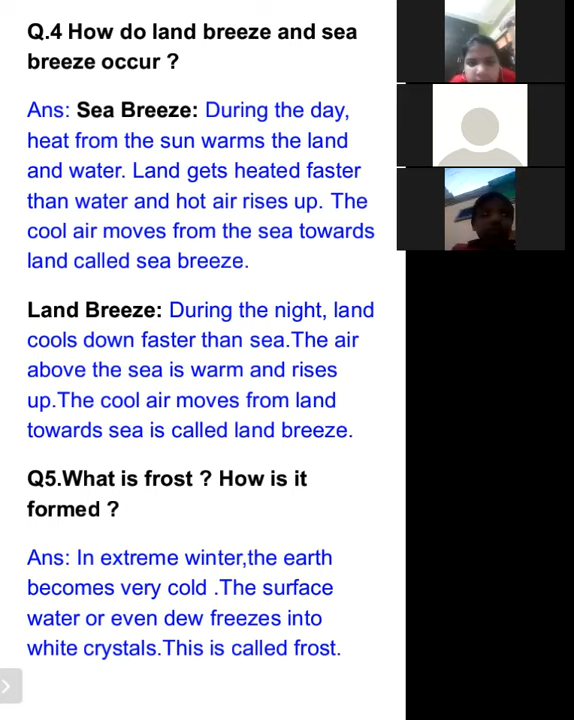 Q.4 How do land breeze and sea
breeze occur ?
Ans: Sea Breeze: During the day,
heat from the sun warms the land
and water. Land gets heated faster
than water and hot air rises up. The
cool air moves from the sea towards
land called sea breeze.
Land Breeze: During the night, land
cools down faster than sea.The air
above the sea is warm and rises
up.The cool air moves from land
towards sea is called land breeze.
Q5.What is frost ? How is it
formed ?
Ans: In extreme winter,the earth
becomes very cold .The surface
water or even dew freezes into
white crystals.This is called frost.